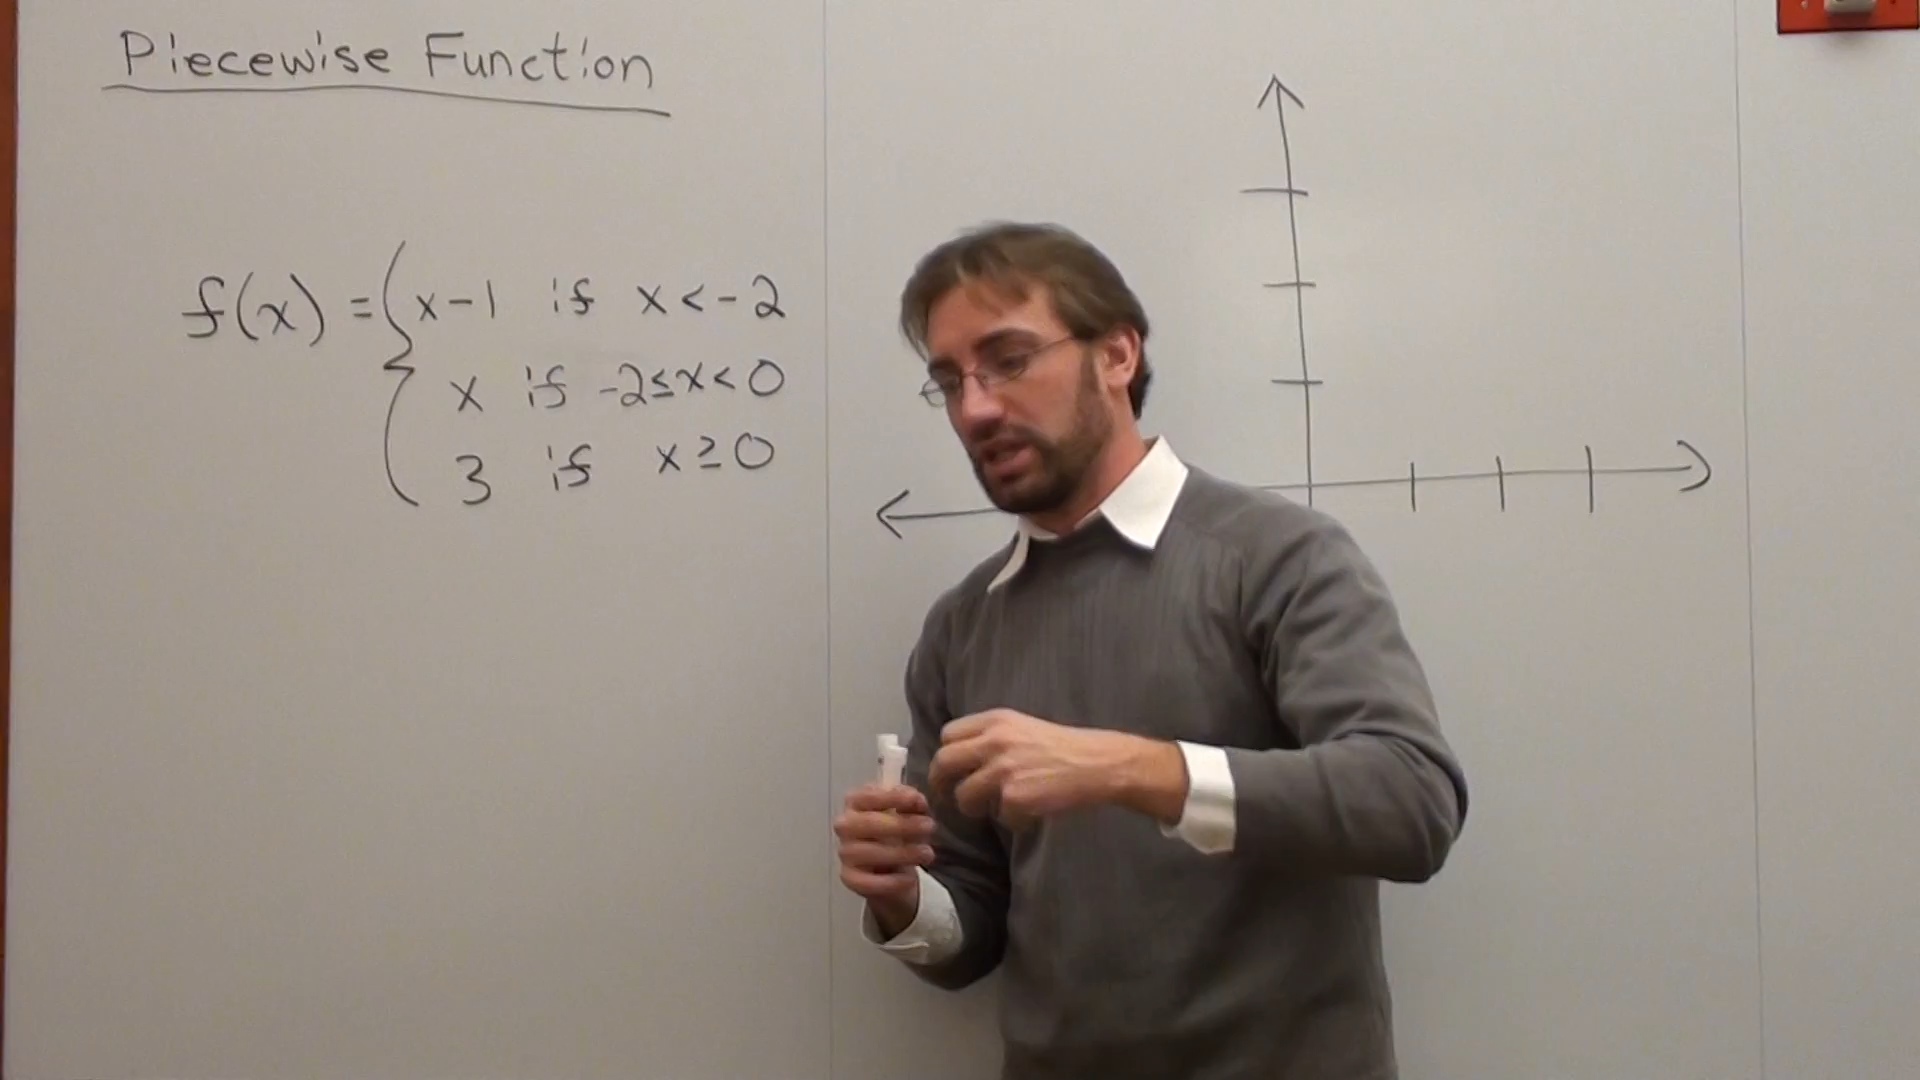 Piecewise Function
f(x) = { x-1 if x < -2
x if -2 ≤ x < 0
3 if x ≥ 0